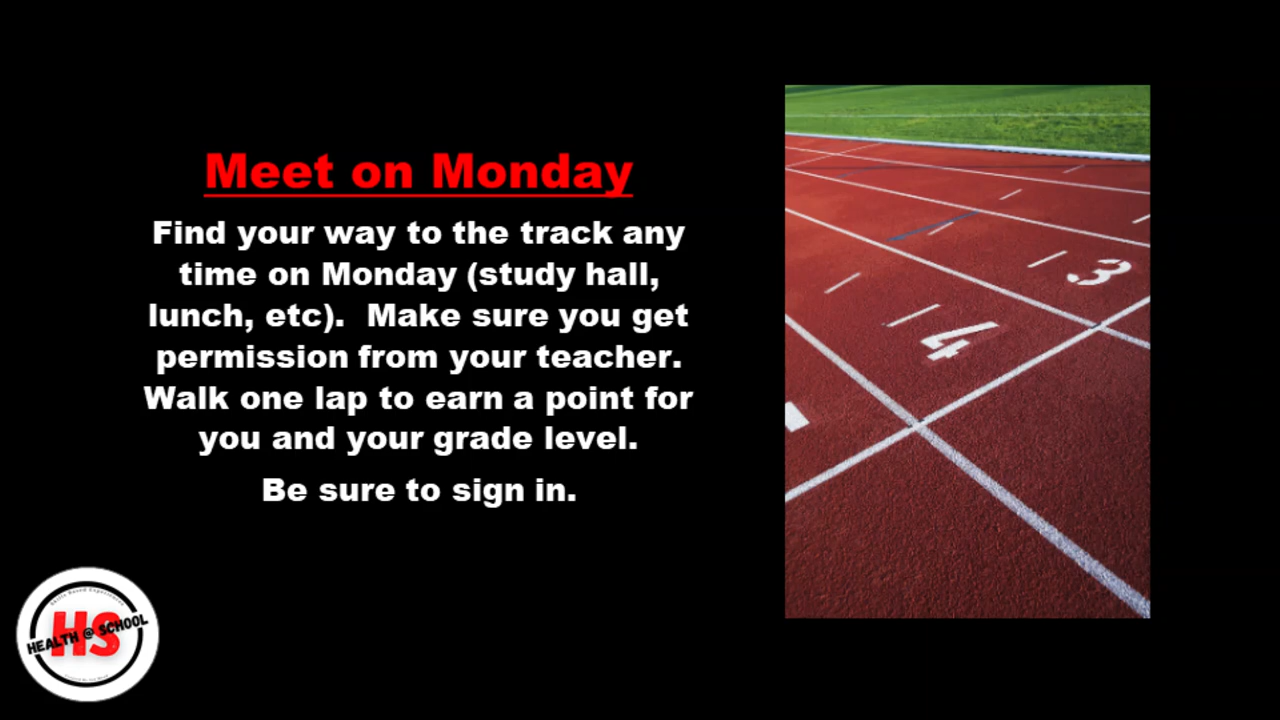 Meet on Monday
Find your way to the track any
time on Monday (study hall,
lunch, etc).  Make sure you get
permission from your teacher.
Walk one lap to earn a point for
you and your grade level.
Be sure to sign in.
3
4
HS
HEALTH @ SCHOOL